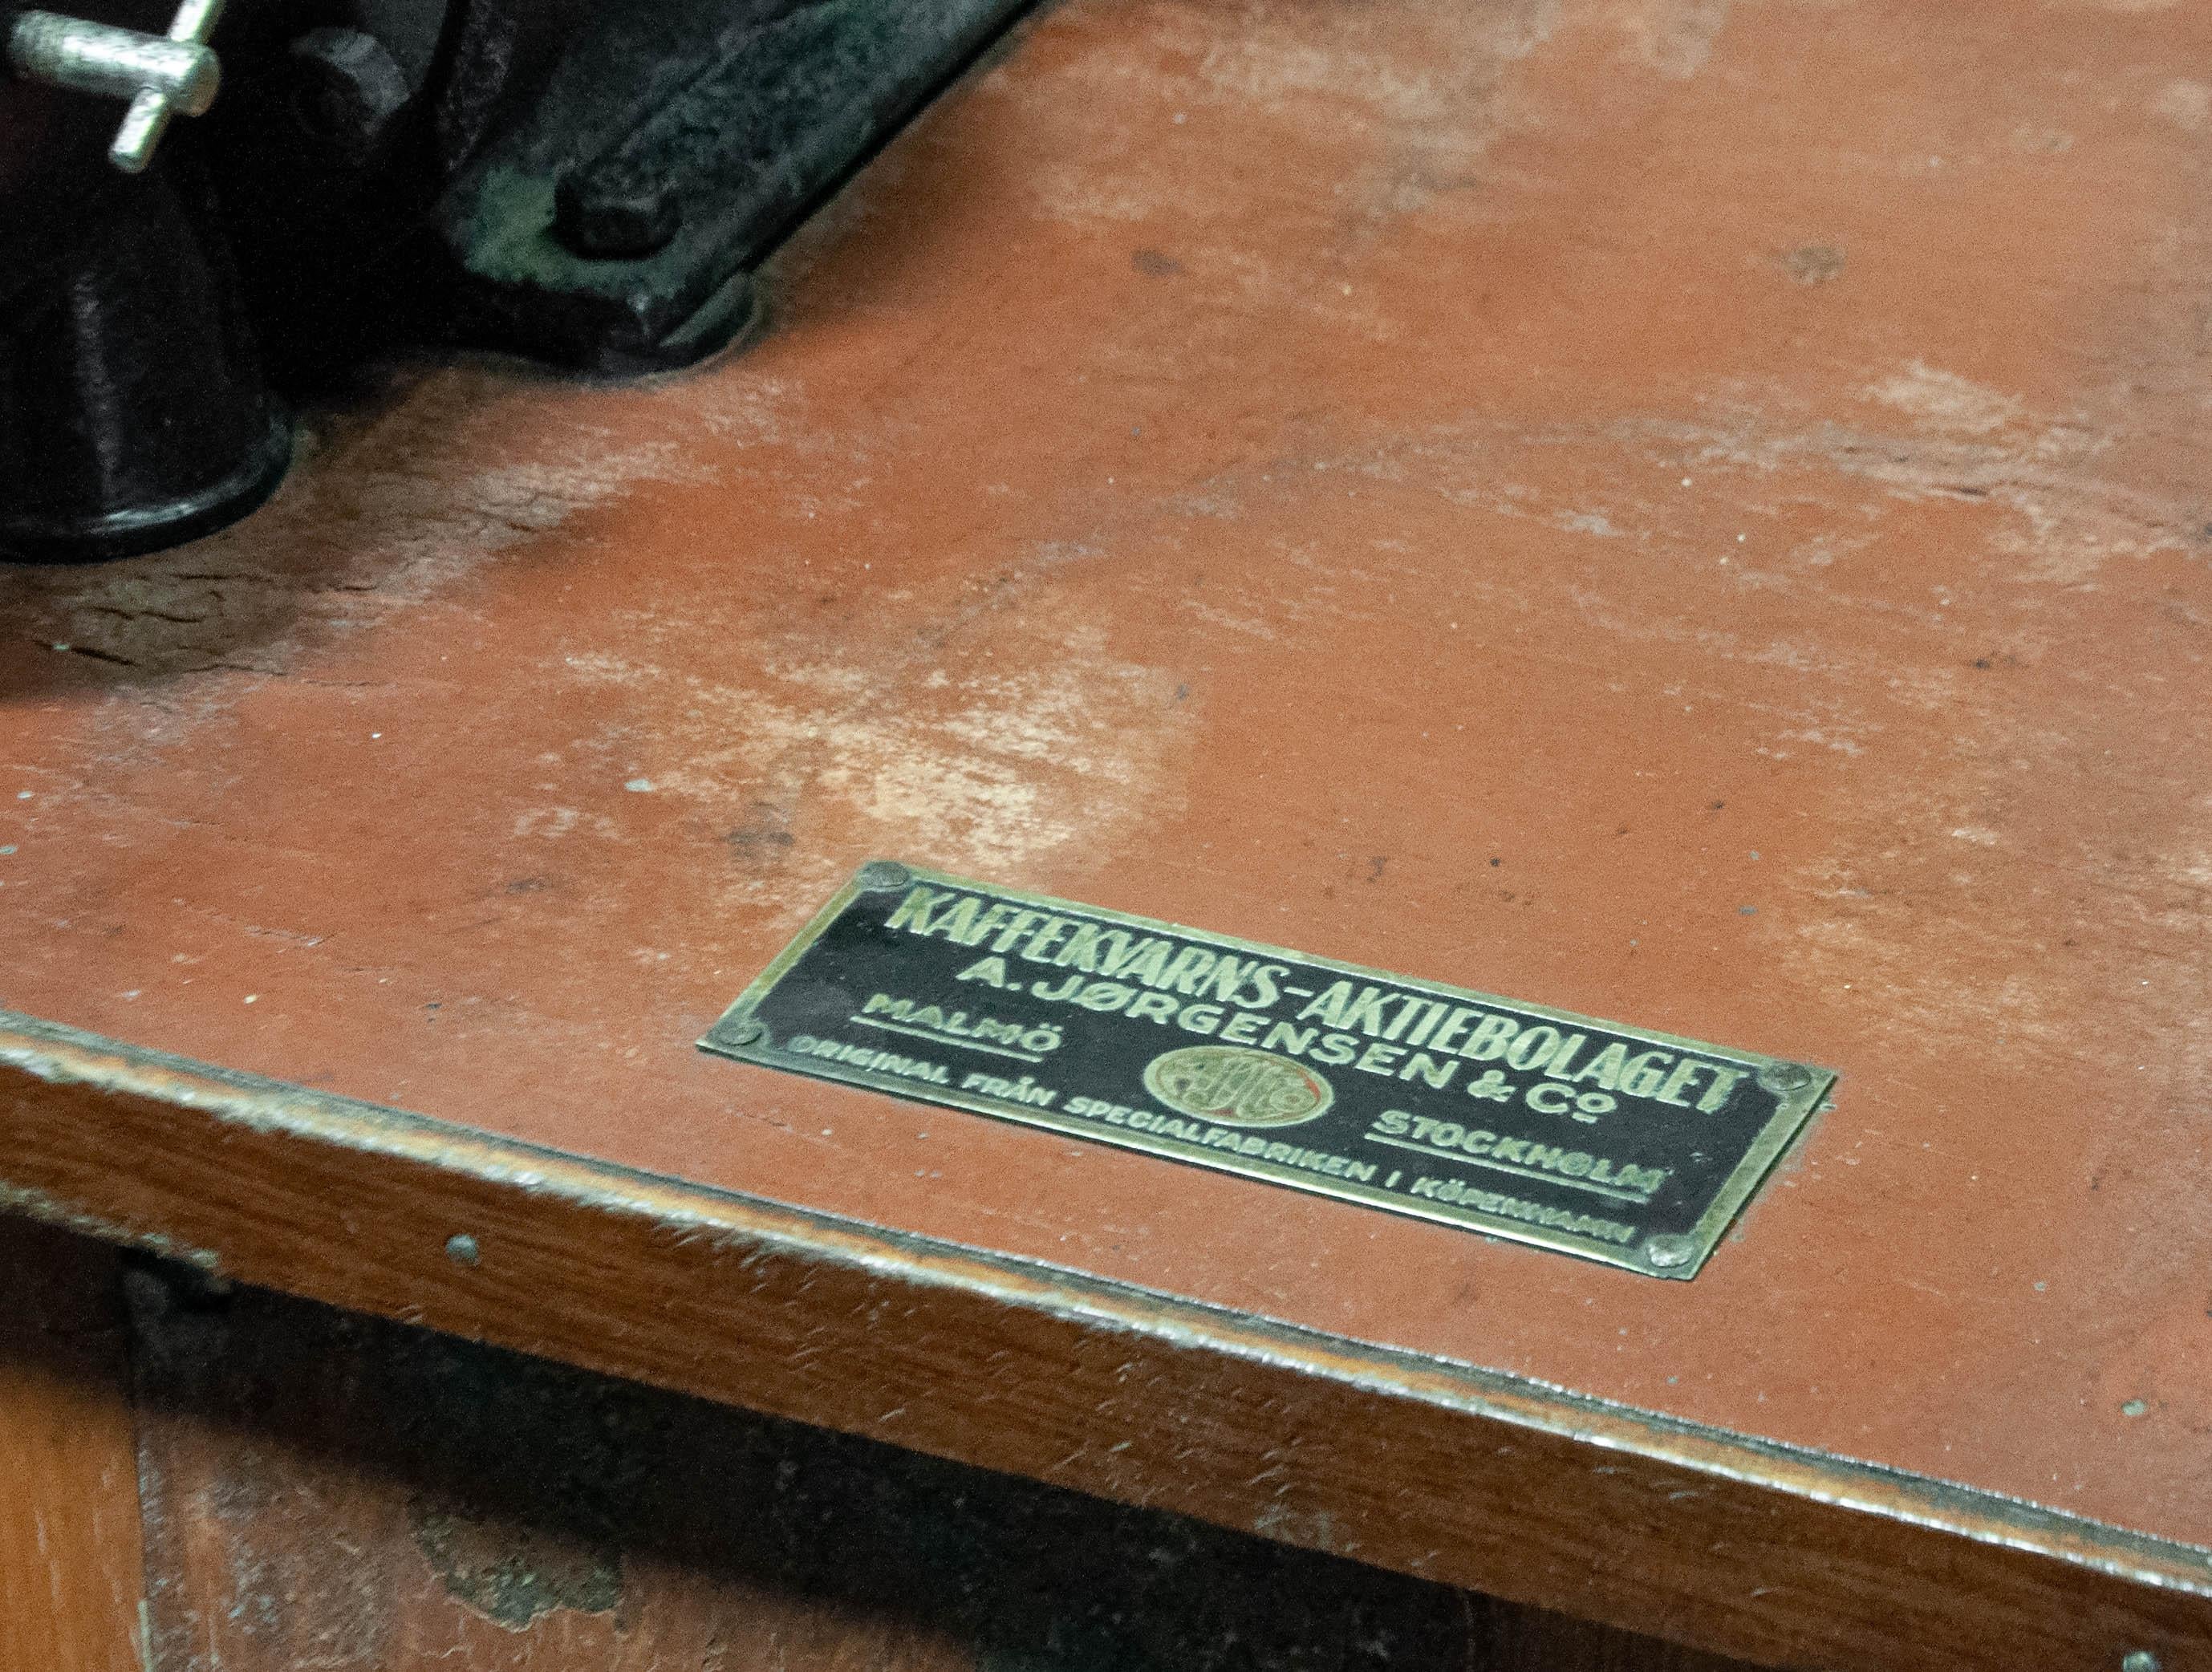 KAFFEKVARNS-AKTIEBOLAGET
A. JØRGENSEN & Cº
MALMÖ
STOCKHOLM
ORIGINAL FRÅN SPECIALFABRIKEN I KÖPENHAMN